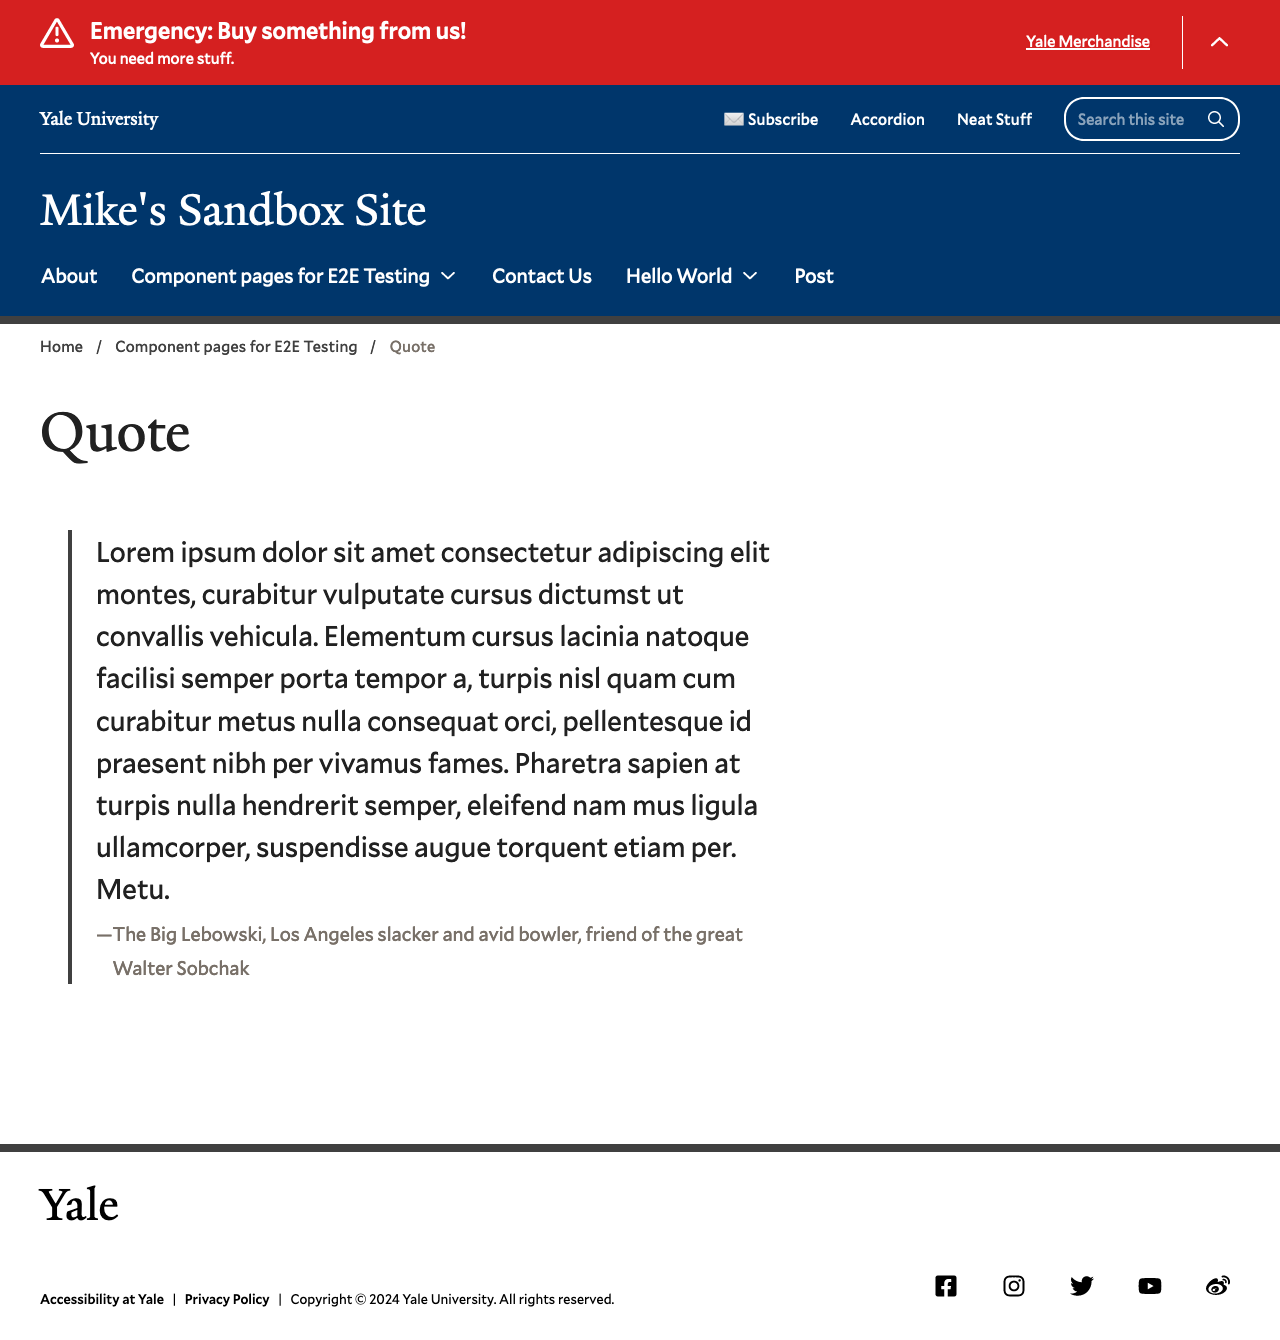 Emergency: Buy something from us!
You need more stuff.
Yale Merchandise
Yale University
Subscribe
Accordion
Neat Stuff
Search this site
Mike's Sandbox Site
About
Component pages for E2E Testing
Contact Us
Hello World
Post
Home / Component pages for E2E Testing / Quote
Quote
Lorem ipsum dolor sit amet consectetur adipiscing elit
montes, curabitur vulputate cursus dictumst ut
convallis vehicula. Elementum cursus lacinia natoque
facilisi semper porta tempor a, turpis nisl quam cum
curabitur metus nulla consequat orci, pellentesque id
praesent nibh per vivamus fames. Pharetra sapien at
turpis nulla hendrerit semper, eleifend nam mus ligula
ullamcorper, suspendisse augue torquent etiam per.
Metu.
—The Big Lebowski, Los Angeles slacker and avid bowler, friend of the great
Walter Sobchak
Yale
Accessibility at Yale | Privacy Policy | Copyright © 2024 Yale University. All rights reserved.